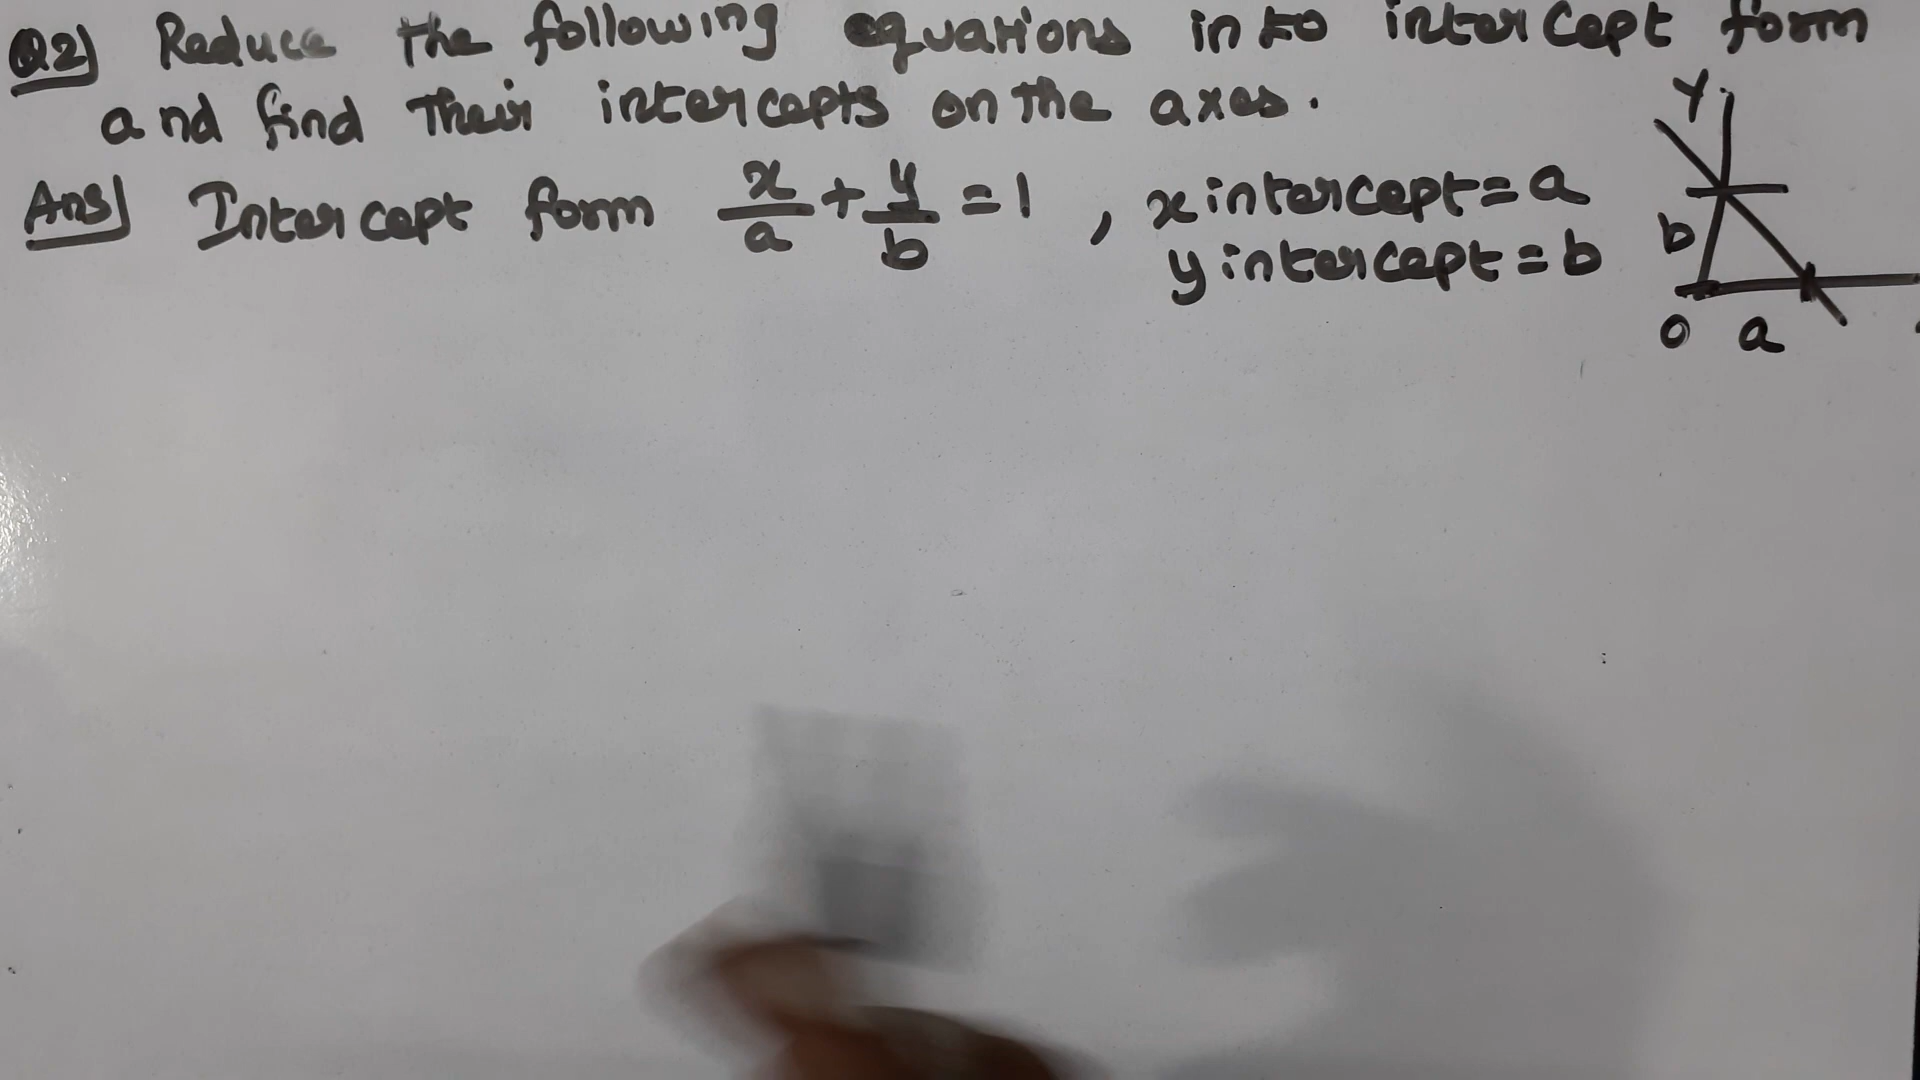 Q2) Reduce the following equations into intercept form
and find their intercepts on the axes.
Ans) Intercept form x/a + y/b = 1 , x intercept = a
y intercept = b
Y
b
O a